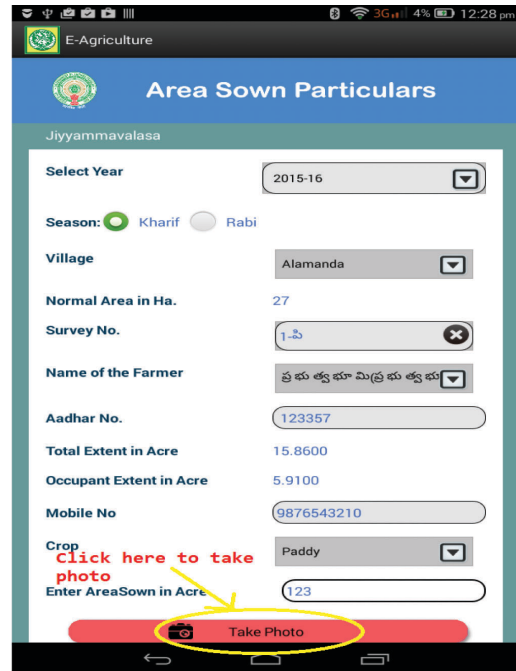 3G 4% 12:28 pm
E-Agriculture
Area Sown Particulars
Jiyyammavalasa
Select Year 2015-16
Season: Kharif Rabi
Village Alamanda
Normal Area in Ha. 27
Survey No. 1-పి
Name of the Farmer ప్ర భు త్వ భూ మి(ప్ర భు త్వ భు
Aadhar No. 123357
Total Extent in Acre 15.8600
Occupant Extent in Acre 5.9100
Mobile No 9876543210
Crop Paddy
Click here to take
photo
Enter AreaSown in Acre 123
Take Photo